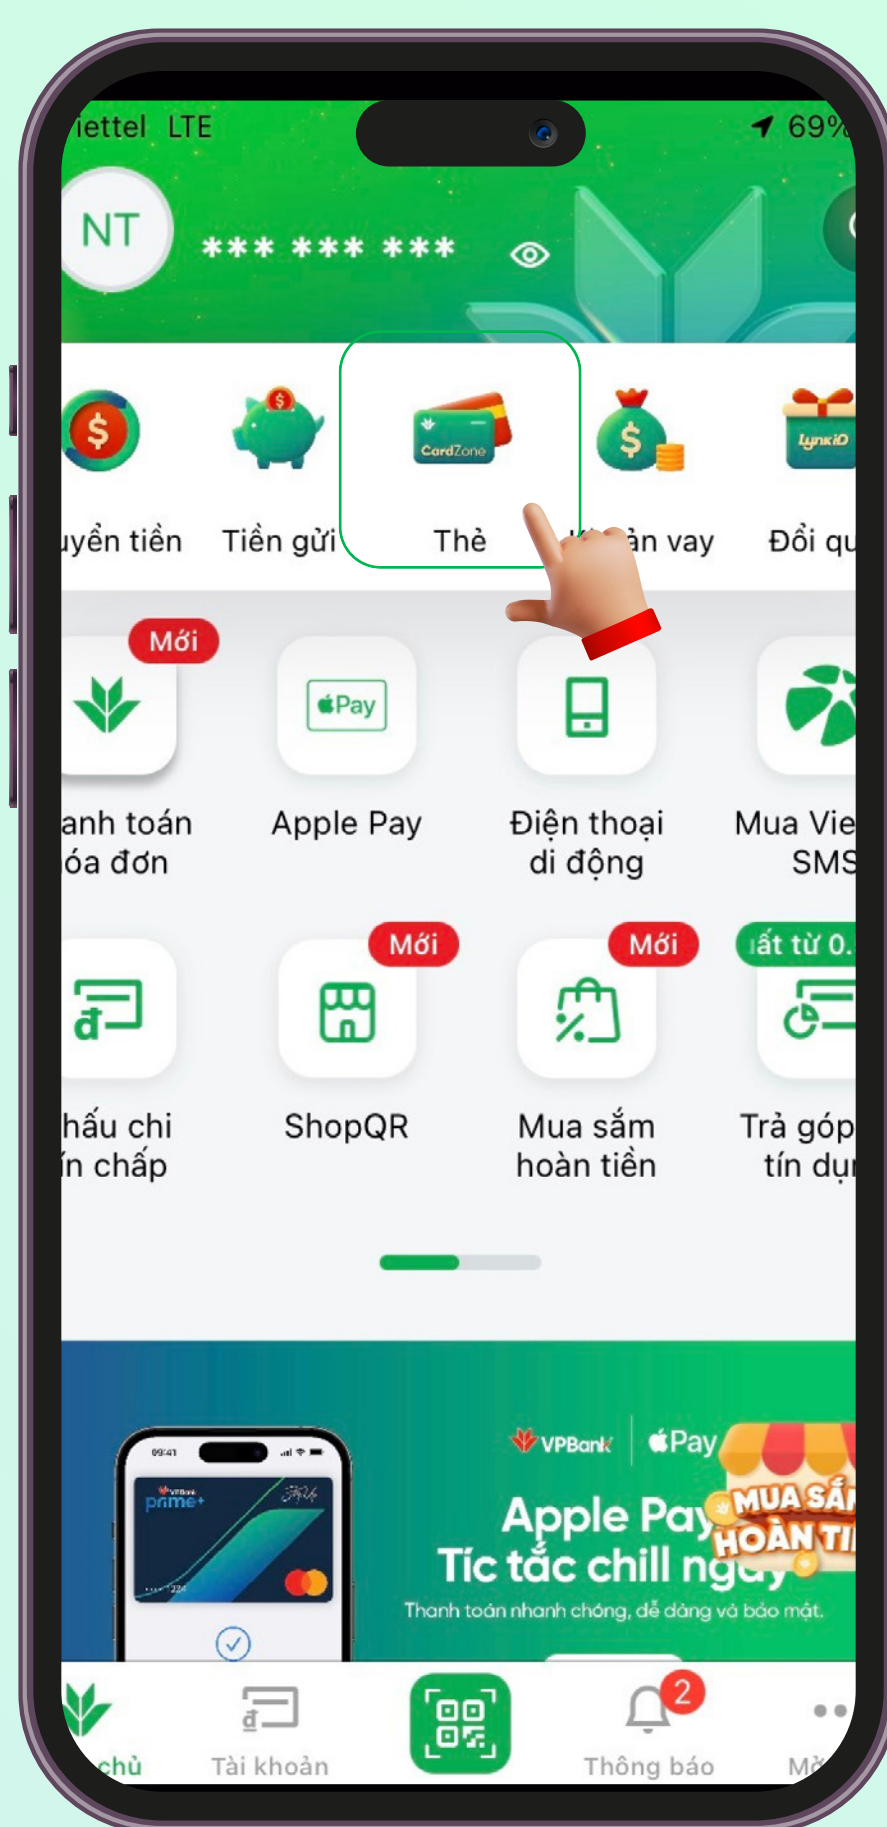 iettel LTE
69%
NT
*** *** ***
CardZone
LynkiD
uyển tiền
Tiền gửi
Thẻ
ản vay
Đổi qu
Mới
Pay
anh toán
óa đơn
Apple Pay
Điện thoại
di động
Mua Vie
SMS
Mới
Mới
ất từ 0.
đ
hấu chi
ín chấp
ShopQR
Mua sắm
hoàn tiền
Trả góp
tín dụn
09:41
VPBank
prime+
1234
VPBank
Pay
Apple Pay
Tíc tắc chill ngay
Thanh toán nhanh chóng, dễ dàng và bảo mật.
MUA SẮM
HOÀN TIỀ
2
chủ
Tài khoản
Thông báo
Mở